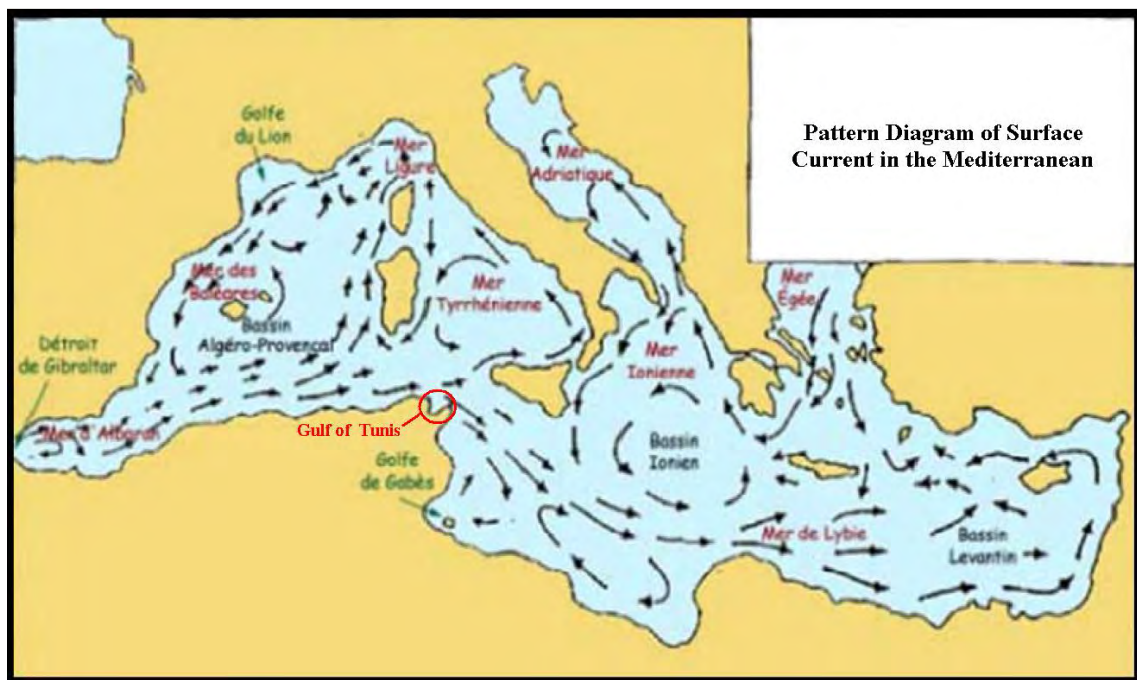 Pattern Diagram of Surface
Current in the Mediterranean
Golfe
du Lion
Mer
Ligure
Mer
Adriatique
Mer des
Baléares
Mer
Tyrrhénienne
Mer
Égée
Bassin
Algéro-Provençal
Détroit
de Gibraltar
Mer
Ionienne
Mer d'Alboran
Gulf of Tunis
Bassin
Ionien
Golfe
de Gabès
Mer de Lybie
Bassin
Levantin